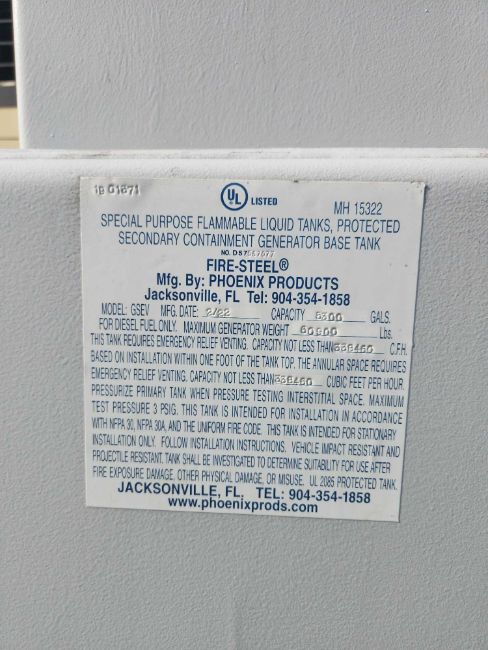 UL LISTED
MH 15322
SPECIAL PURPOSE FLAMMABLE LIQUID TANKS, PROTECTED
SECONDARY CONTAINMENT GENERATOR BASE TANK
NO.
FIRE-STEEL®
Mfg. By: PHOENIX PRODUCTS
Jacksonville, FL Tel: 904-354-1858
MODEL: GSEV MFG. DATE: 2/22 CAPACITY 6300 GALS.
FOR DIESEL FUEL ONLY. MAXIMUM GENERATOR WEIGHT 60900 Lbs.
THIS TANK REQUIRES EMERGENCY RELIEF VENTING. CAPACITY NOT LESS THAN C.F.H.
BASED ON INSTALLATION WITHIN ONE FOOT OF THE TANK TOP. THE ANNULAR SPACE REQUIRES
EMERGENCY RELIEF VENTING. CAPACITY NOT LESS THAN CUBIC FEET PER HOUR.
PRESSURIZE PRIMARY TANK WHEN PRESSURE TESTING INTERSTITIAL SPACE. MAXIMUM
TEST PRESSURE 3 PSIG. THIS TANK IS INTENDED FOR INSTALLATION IN ACCORDANCE
WITH NFPA 30, NFPA 30A, AND THE UNIFORM FIRE CODE. THIS TANK IS INTENDED FOR STATIONARY
INSTALLATION ONLY. FOLLOW INSTALLATION INSTRUCTIONS. VEHICLE IMPACT RESISTANT AND
PROJECTILE RESISTANT. TANK SHALL BE INVESTIGATED TO DETERMINE SUITABILITY FOR USE AFTER
FIRE EXPOSURE DAMAGE, OTHER PHYSICAL DAMAGE, OR MISUSE. UL 2085 PROTECTED TANK.
JACKSONVILLE, FL. TEL: 904-354-1858
www.phoenixprods.com